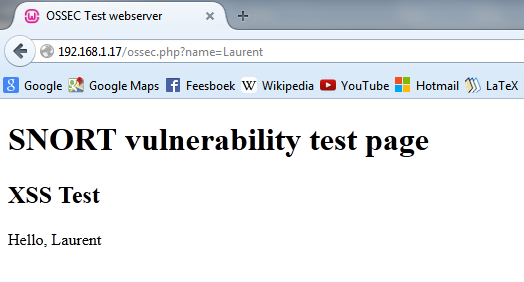 OSSEC Test webserver
192.168.1.17/ossec.php?name=Laurent
Google Google Maps Feesboek Wikipedia YouTube Hotmail LaTeX
SNORT vulnerability test page
XSS Test
Hello, Laurent